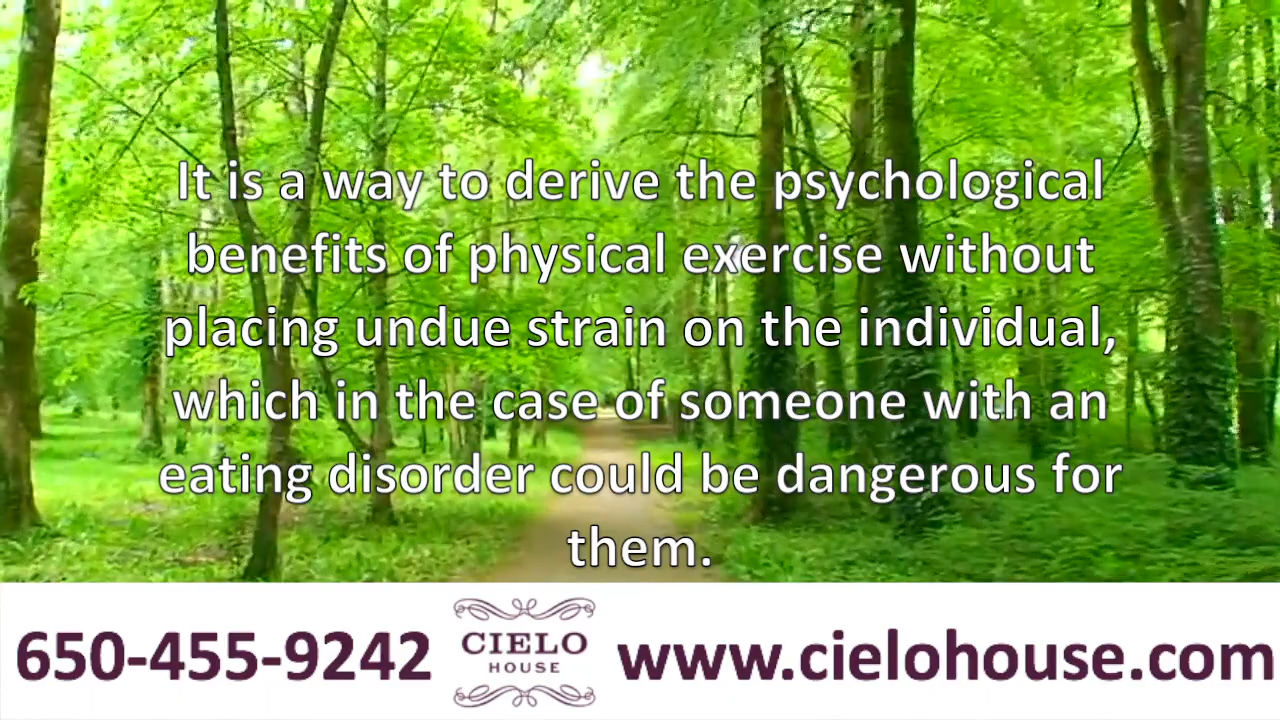 It is a way to derive the psychological
benefits of physical exercise without
placing undue strain on the individual,
which in the case of someone with an
eating disorder could be dangerous for
them.
650-455-9242
CIELO
HOUSE
www.cielohouse.com